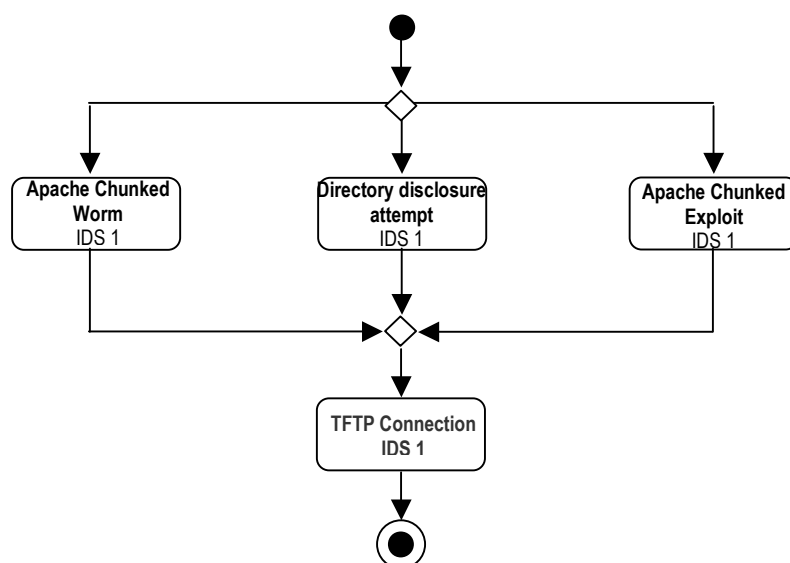 Apache Chunked
Worm
IDS 1
Directory disclosure
attempt
IDS 1
Apache Chunked
Exploit
IDS 1
TFTP Connection
IDS 1